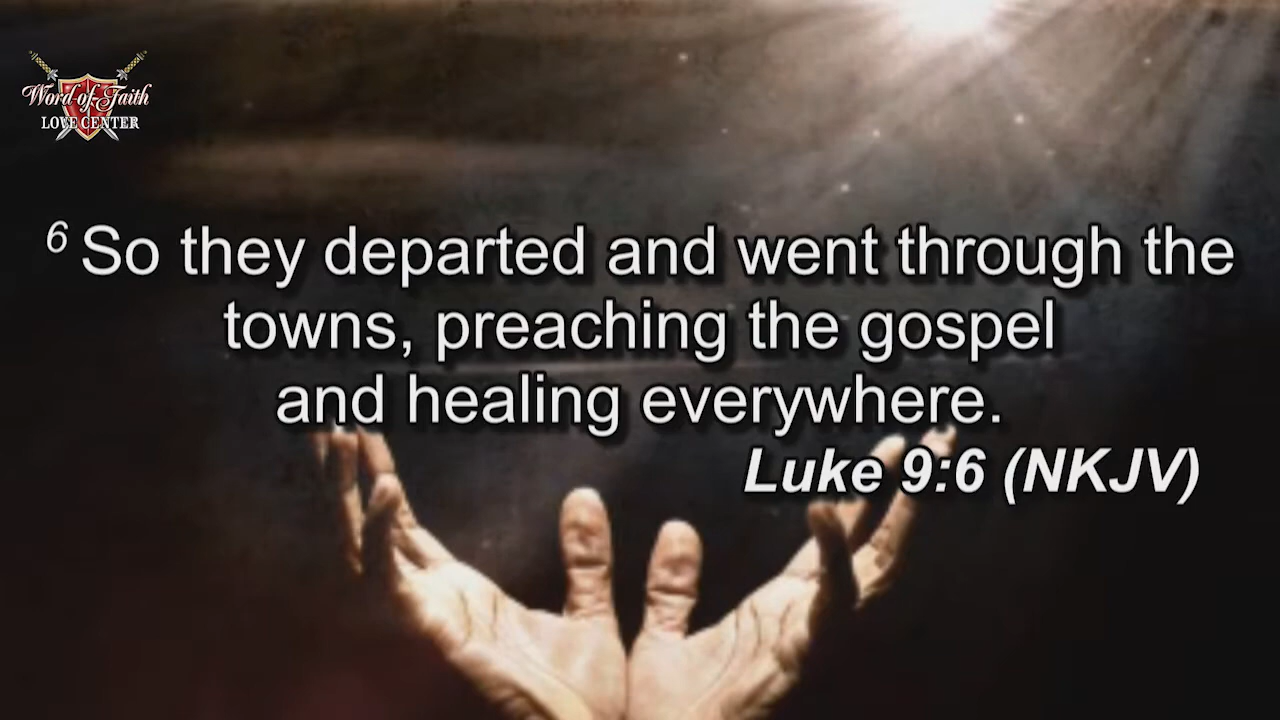 Word of Faith
LOVE CENTER
6 So they departed and went through the
towns, preaching the gospel
and healing everywhere.
Luke 9:6 (NKJV)